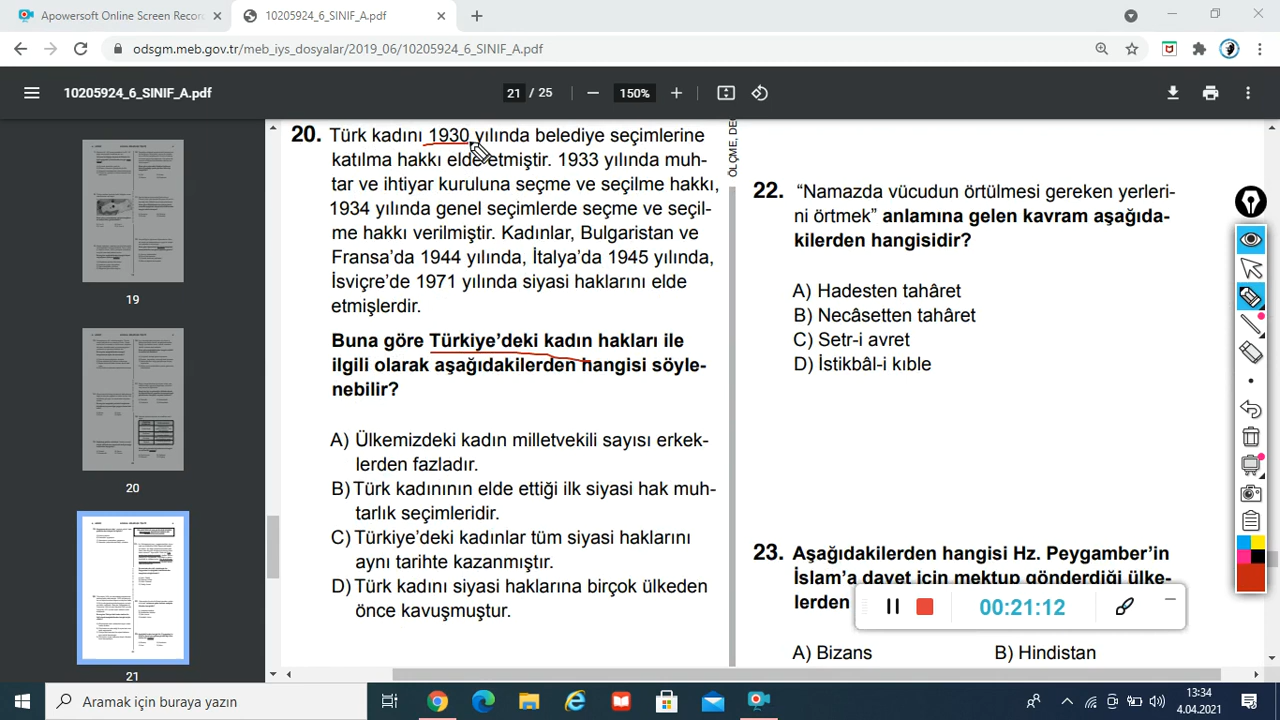 Apowersoft Online Screen Recor
10205924_6_SINIF_A.pdf
odsgm.meb.gov.tr/meb_iys_dosyalar/2019_06/10205924_6_SINIF_A.pdf
10205924_6_SINIF_A.pdf
21 / 25
150%
19
20
21
20. Türk kadını 1930 yılında belediye seçimlerine
katılma hakkı elde etmiştir. 1933 yılında muh-
tar ve ihtiyar kuruluna seçme ve seçilme hakkı,
1934 yılında genel seçimlerde seçme ve seçil-
me hakkı verilmiştir. Kadınlar, Bulgaristan ve
Fransa'da 1944 yılında, İtalya'da 1945 yılında,
İsviçre'de 1971 yılında siyasi haklarını elde
etmişlerdir.
Buna göre Türkiye'deki kadın hakları ile
ilgili olarak aşağıdakilerden hangisi söyle-
nebilir?
A) Ülkemizdeki kadın milletvekili sayısı erkek-
lerden fazladır.
B) Türk kadınının elde ettiği ilk siyasi hak muh-
tarlık seçimleridir.
C) Türkiye'deki kadınlar tüm siyasi haklarını
aynı tarihte kazanmıştır.
D) Türk kadını siyasi haklarına birçok ülkeden
önce kavuşmuştur.
ÖLÇME, DEĞ
22. "Namazda vücudun örtülmesi gereken yerleri-
ni örtmek" anlamına gelen kavram aşağıda-
kilerden hangisidir?
A) Hadesten tahâret
B) Necâsetten tahâret
C) Setr-i avret
D) İstikbâl-i kıble
23. Aşağıdakilerden hangisi Hz. Peygamber'in
İslam'a davet için mektup gönderdiği ülke-
lerden
A) Bizans B) Hindistan
00:21:12
Aramak için buraya yazın
13:34
4.04.2021